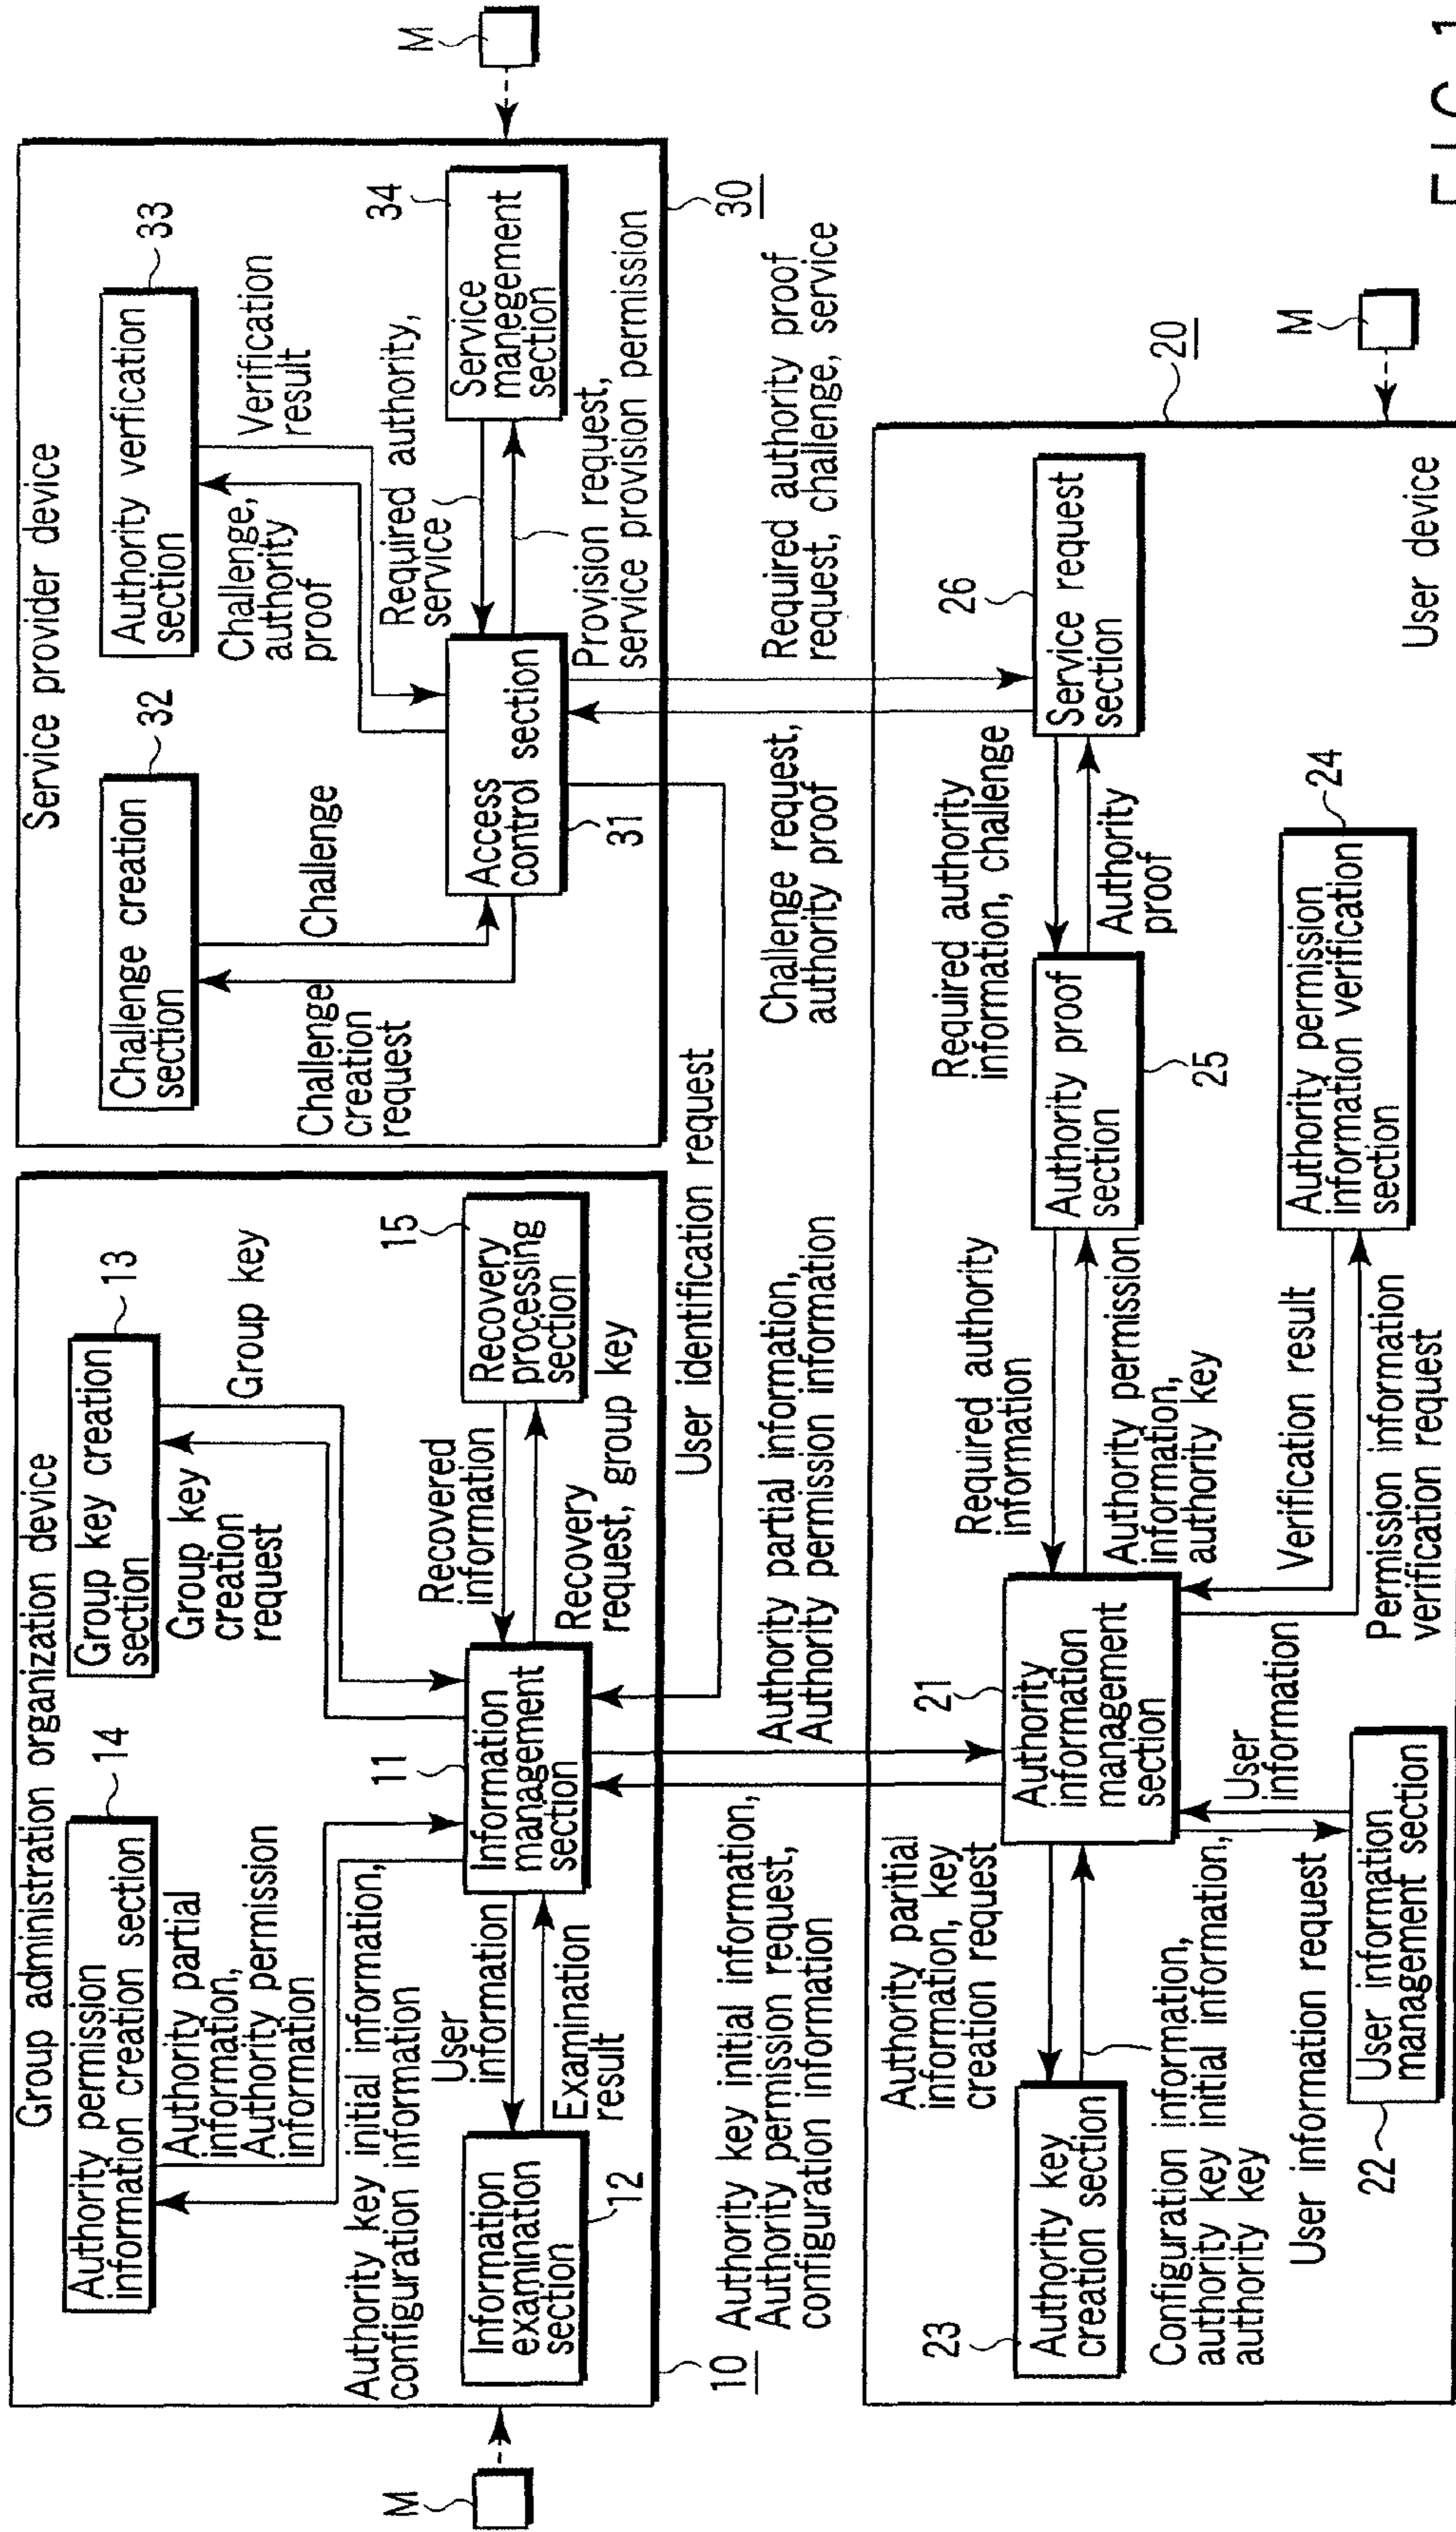 Group administration organization device
Authority permission
information creation section
14
Group key creation
section
13
Authority partial
information,
Authority permission
information
Group key
creation
request
Group key
Authority key initial information,
configuration information
User
information
Examination
result
Information
examination
section
12
11
Information
management
section
Recovered
information
Recovery
request, group key
15
Recovery
processing
section
M
10
Service provider device
Challenge creation
section
32
Authority verfication
section
33
Challenge
creation
request
Challenge
Challenge,
authority
proof
Verification
result
Required authority,
service
34
Access
control section
31
Service
manegement
section
Provision request,
service provision permission
30
M
User identification request
Authority key initial information,
Authority permission request,
configuration information
Authority partial information,
Authority permission information
Challenge request,
authority proof
Required authority proof
request, challenge, service
20
User device
M
23
Authority key
creation section
Authority paritial
information, key
creation request
Configuration information,
authority key initial information,
authority key
21
Authority
information
management
section
Required authority
information
Authority permission
information,
authority key
Authority proof
section
25
Required authority
information, challenge
Authority
proof
26
Service request
section
User information request
User
information
22
User information
management section
Verification result
Permission information
verification request
Authority permission
information verification
section
24